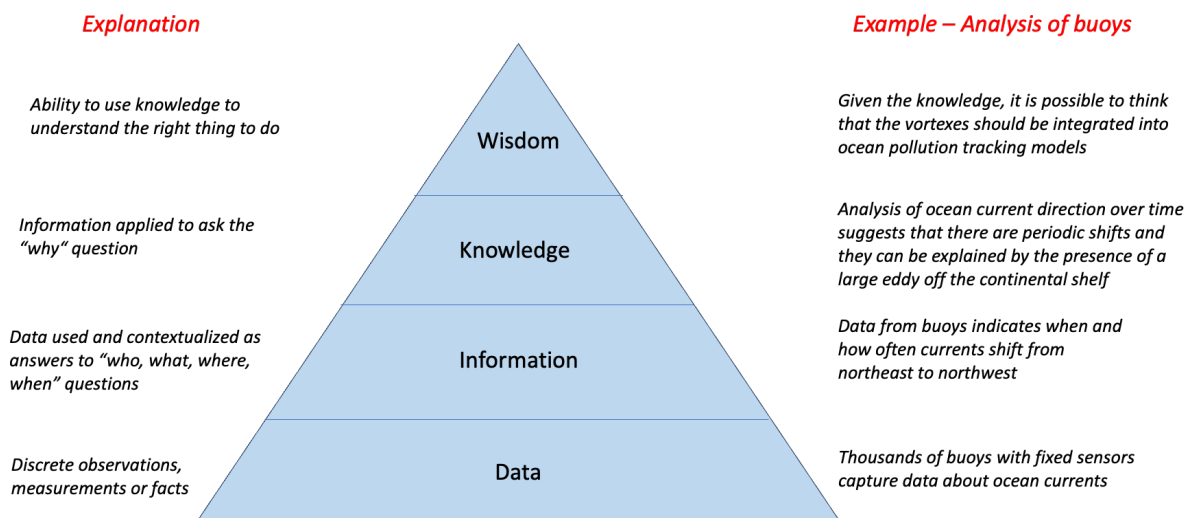 Explanation
Example – Analysis of buoys
Ability to use knowledge to
understand the right thing to do
Wisdom
Given the knowledge, it is possible to think
that the vortexes should be integrated into
ocean pollution tracking models
Information applied to ask the
“why“ question
Knowledge
Analysis of ocean current direction over time
suggests that there are periodic shifts and
they can be explained by the presence of a
large eddy off the continental shelf
Data used and contextualized as
answers to “who, what, where,
when” questions
Information
Data from buoys indicates when and
how often currents shift from
northeast to northwest
Discrete observations,
measurements or facts
Data
Thousands of buoys with fixed sensors
capture data about ocean currents